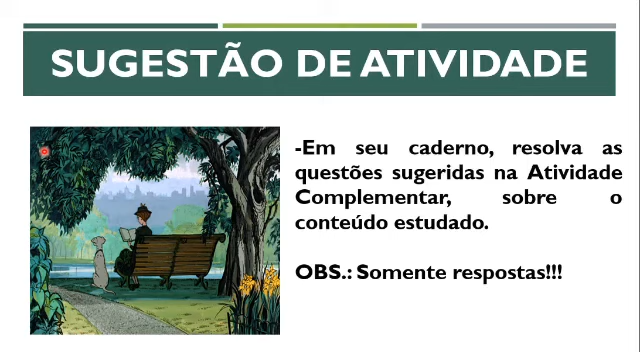 SUGESTÃO DE ATIVIDADE
-Em seu caderno, resolva as
questões sugeridas na Atividade
Complementar, sobre o
conteúdo estudado.
OBS.: Somente respostas!!!